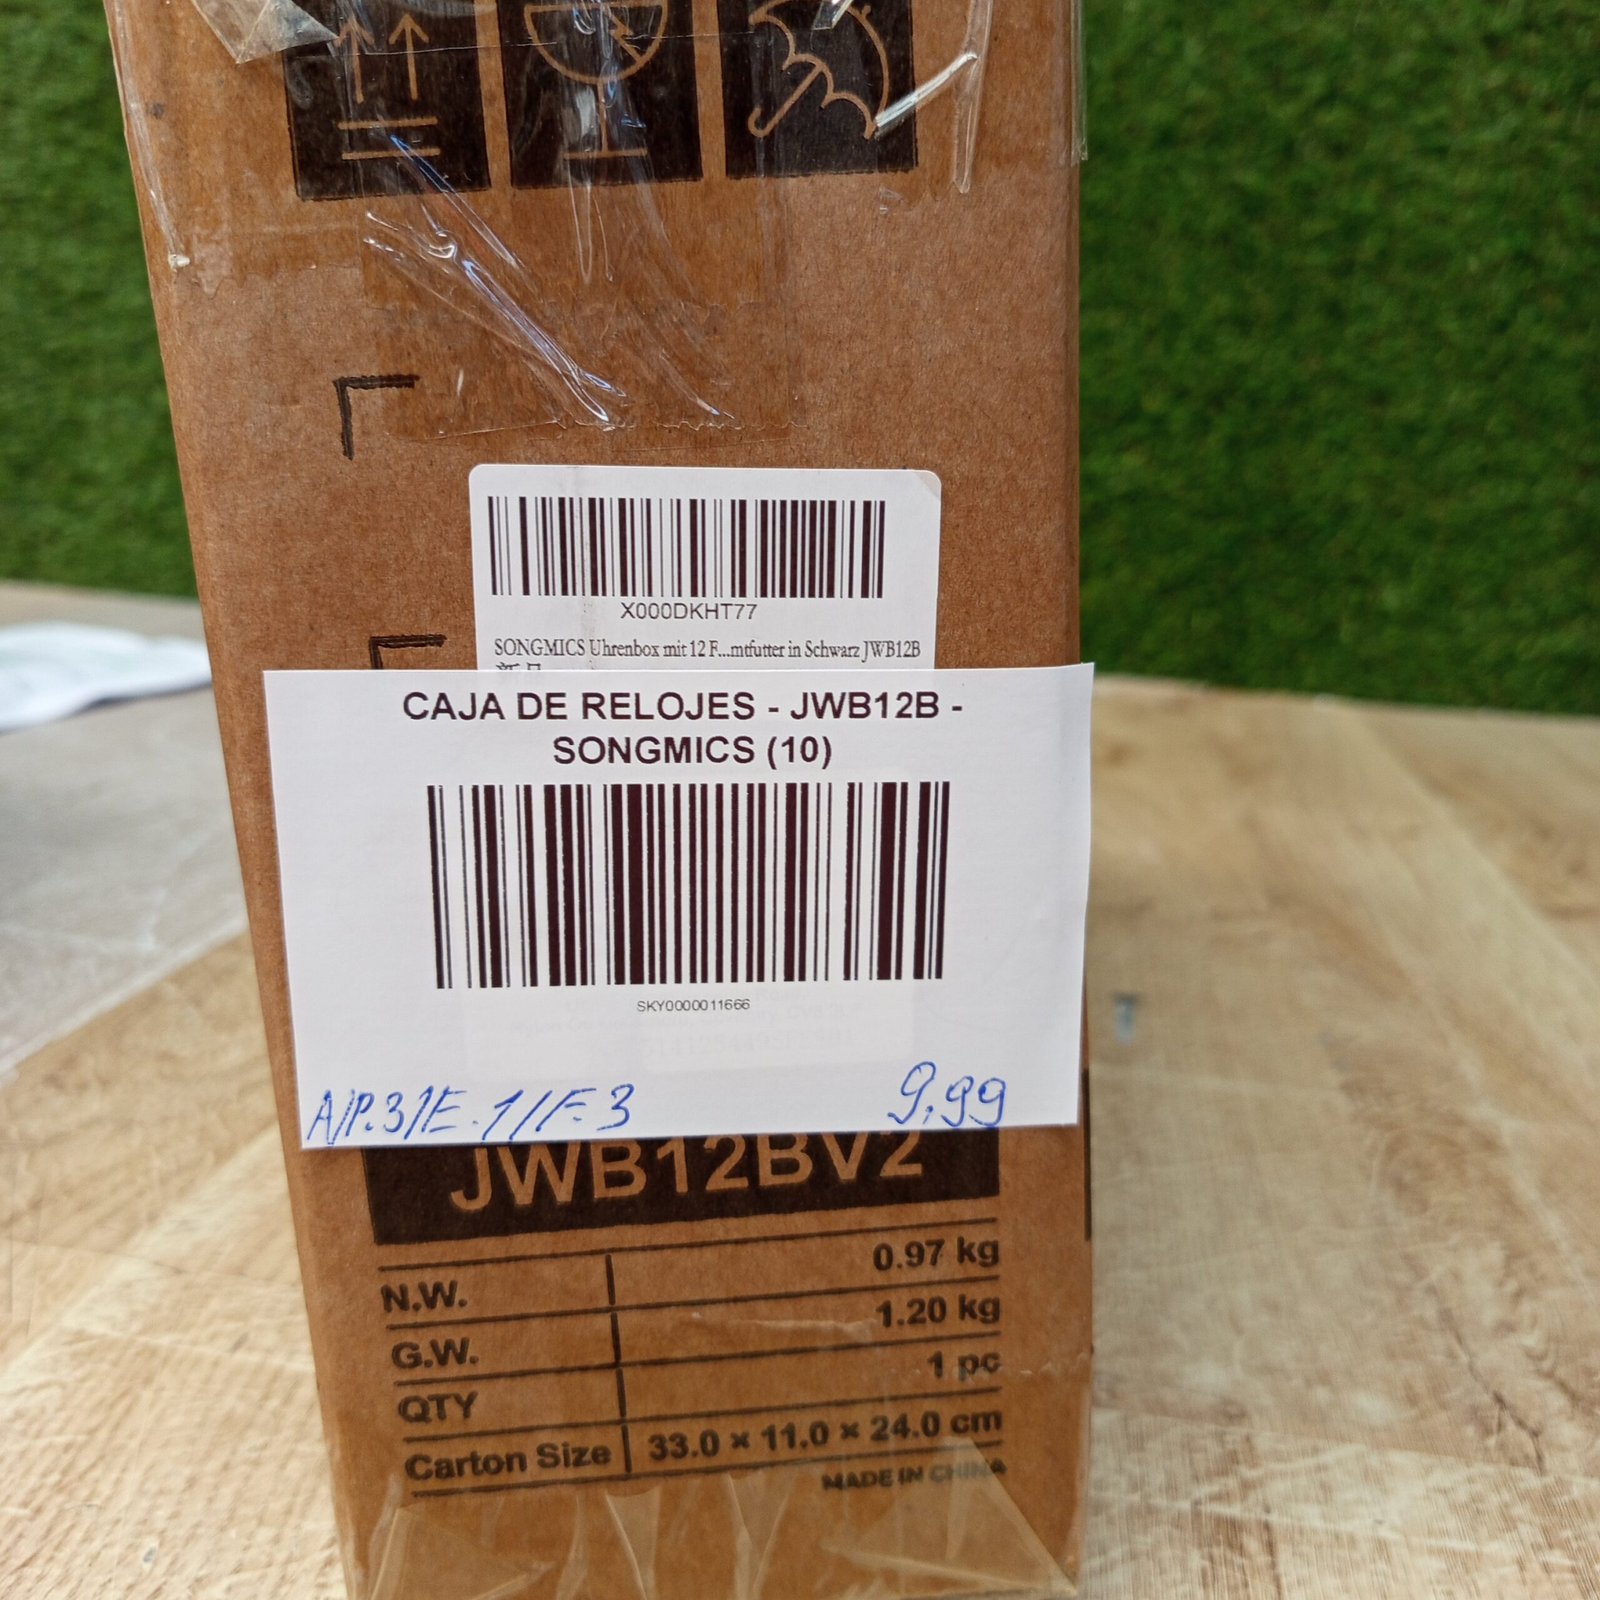 X000DKHT77
SONGMICS Uhrenbox mit 12 F...mtfutter in Schwarz JWB12B
CAJA DE RELOJES - JWB12B -
SONGMICS (10)
SKY0000011666
A/P.3/E.1/F.3 9,99
JWB12BV2
N.W. 0.97 kg
G.W. 1.20 kg
QTY 1 pc
Carton Size 33.0 × 11.0 × 24.0 cm
MADE IN CHINA